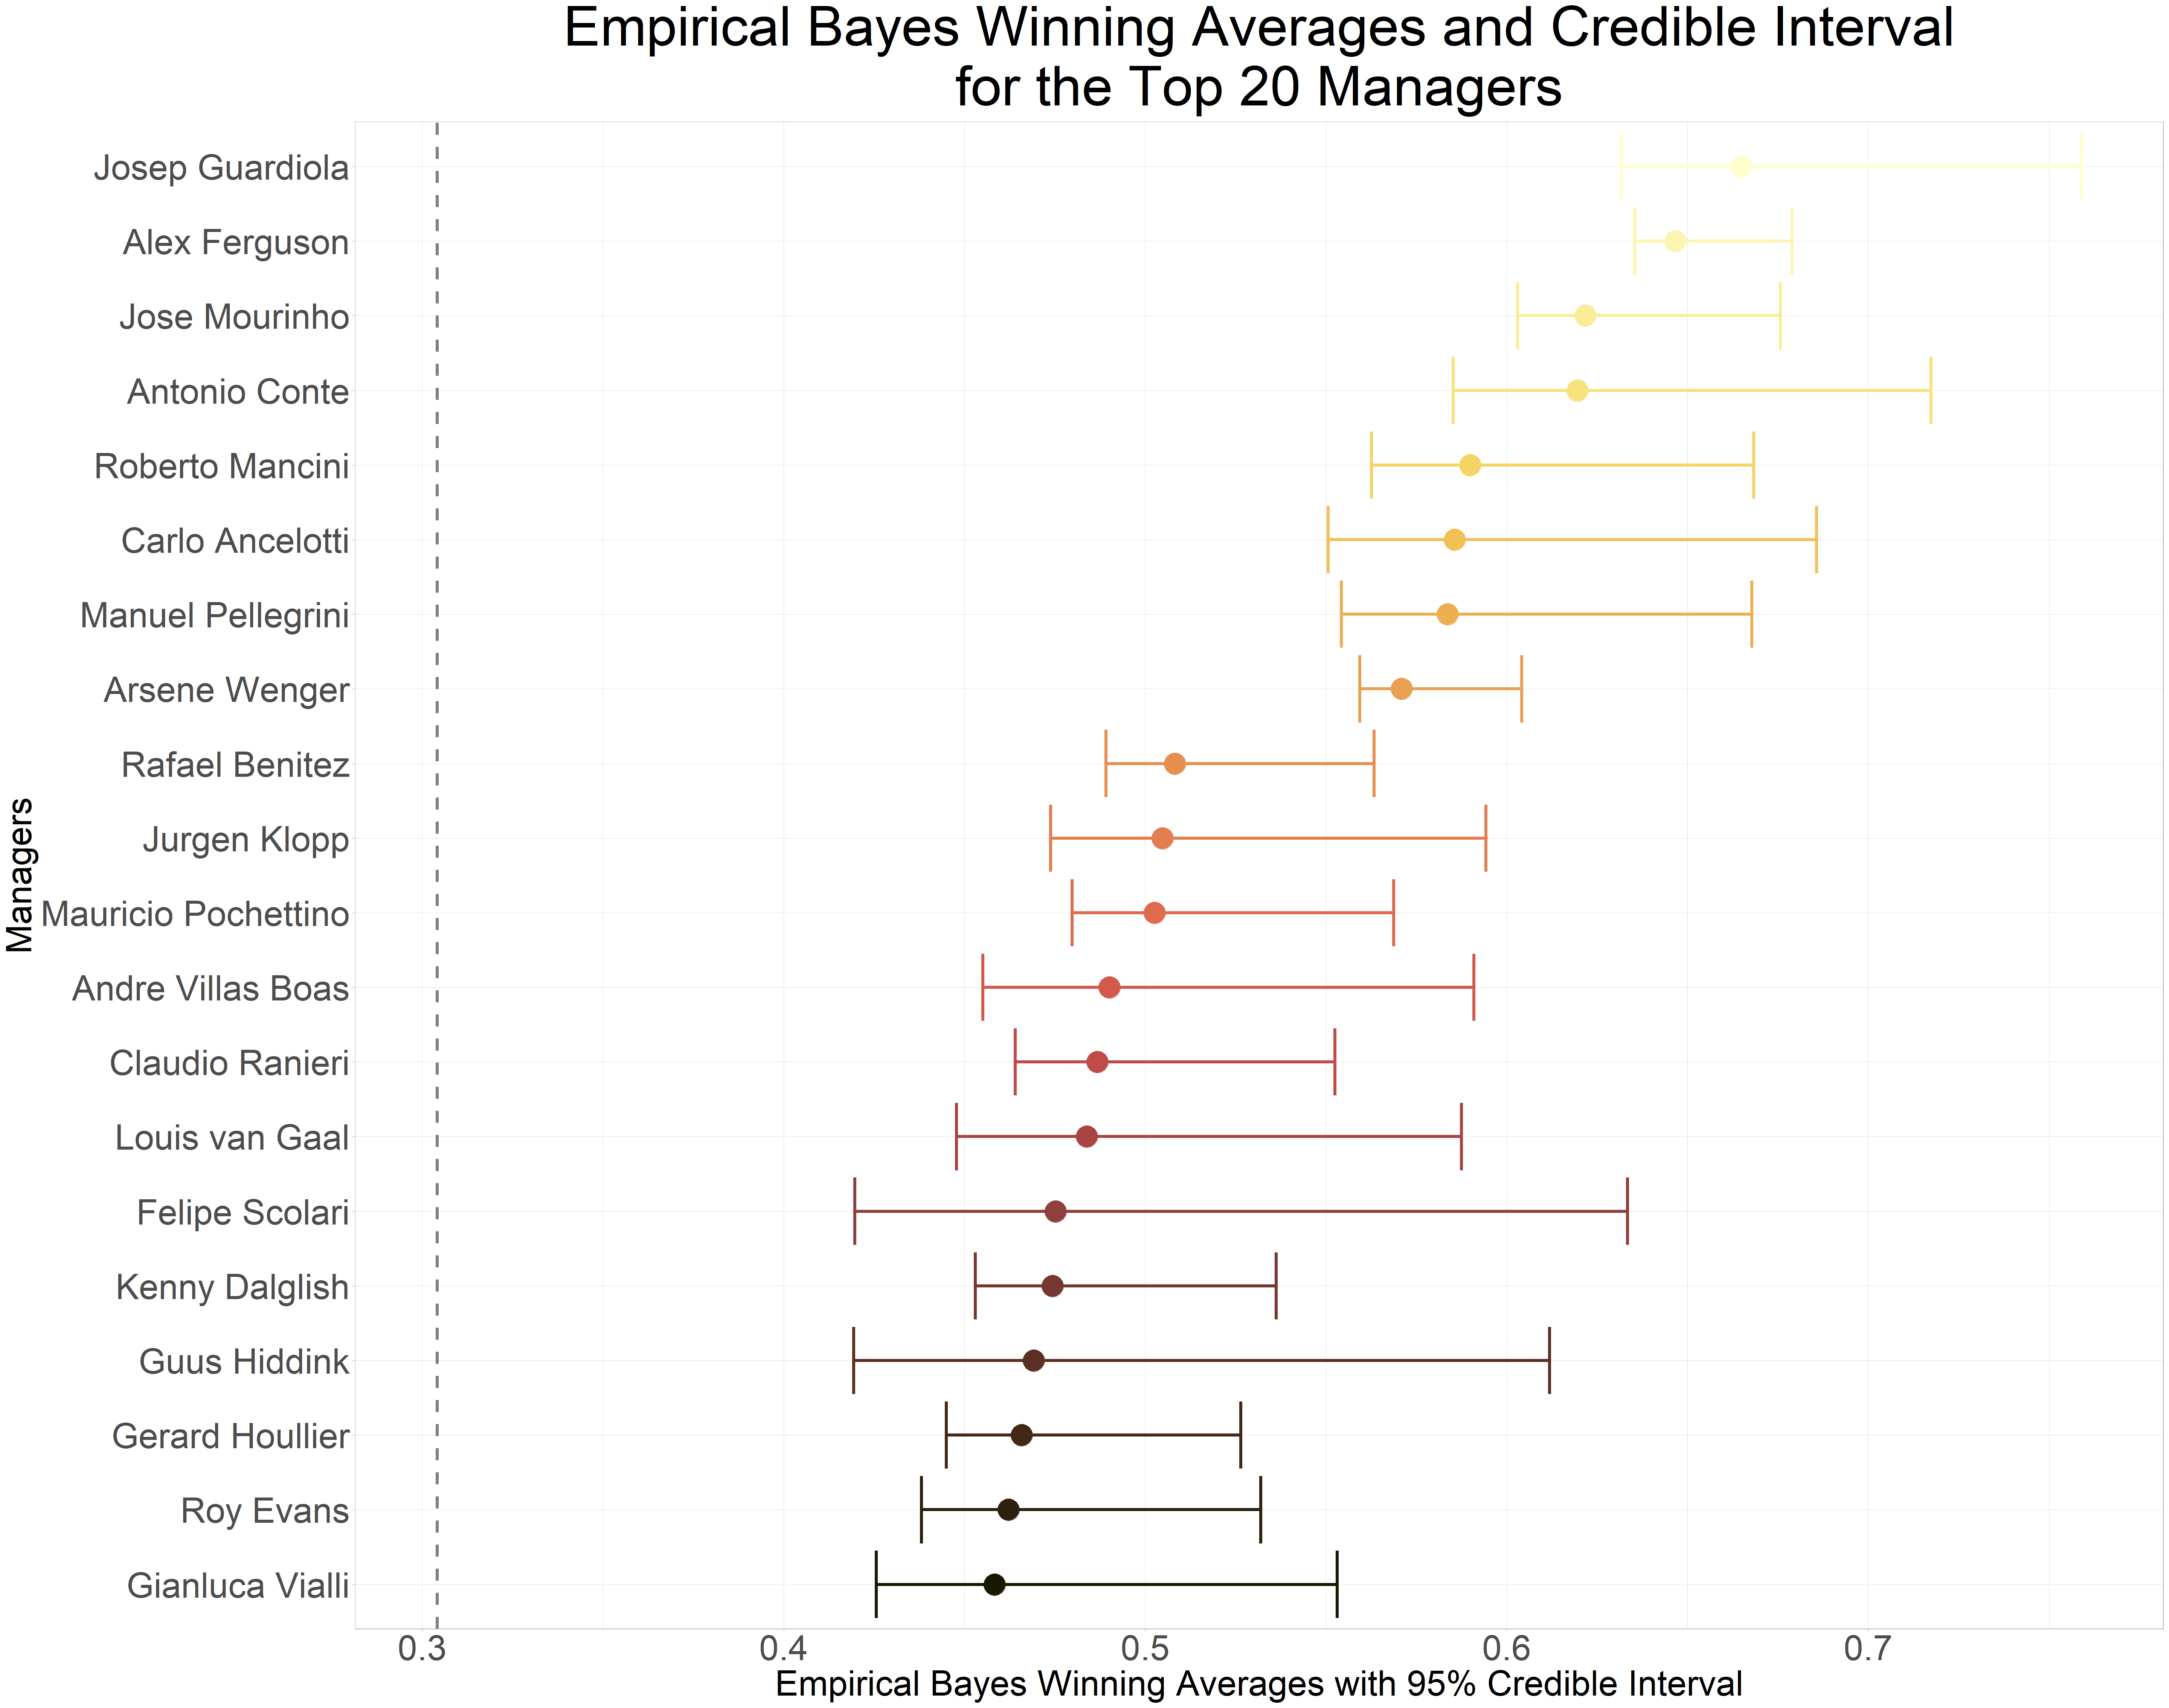 Empirical Bayes Winning Averages and Credible Interval
for the Top 20 Managers
Managers
Josep Guardiola
Alex Ferguson
Jose Mourinho
Antonio Conte
Roberto Mancini
Carlo Ancelotti
Manuel Pellegrini
Arsene Wenger
Rafael Benitez
Jurgen Klopp
Mauricio Pochettino
Andre Villas Boas
Claudio Ranieri
Louis van Gaal
Felipe Scolari
Kenny Dalglish
Guus Hiddink
Gerard Houllier
Roy Evans
Gianluca Vialli
0.3 0.4 0.5 0.6 0.7
Empirical Bayes Winning Averages with 95% Credible Interval